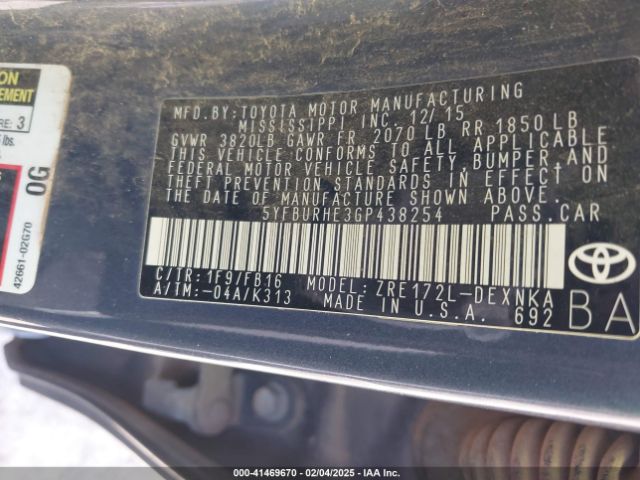 ON
EMENT
RE: 3
lbs.
0G
42661-02G70
MFD.BY:TOYOTA MOTOR MANUFACTURING
MISSISSIPPI INC. 12/15
GVWR 3820LB GAWR FR 2070 LB RR 1850 LB
THIS VEHICLE CONFORMS TO ALL APPLICABLE
FEDERAL MOTOR VEHICLE SAFETY, BUMPER, AND
THEFT PREVENTION STANDARDS IN EFFECT ON
THE DATE OF MANUFACTURE SHOWN ABOVE.
5YFBURHE3GP438254 PASS.CAR
C/TR:1F9/FB16 MODEL: ZRE172L-DEXNKA
A/TM:-04A/K313 MADE IN U.S.A. 692
BA
TOYOTA
000-41469670 - 02/04/2025 - IAA Inc.